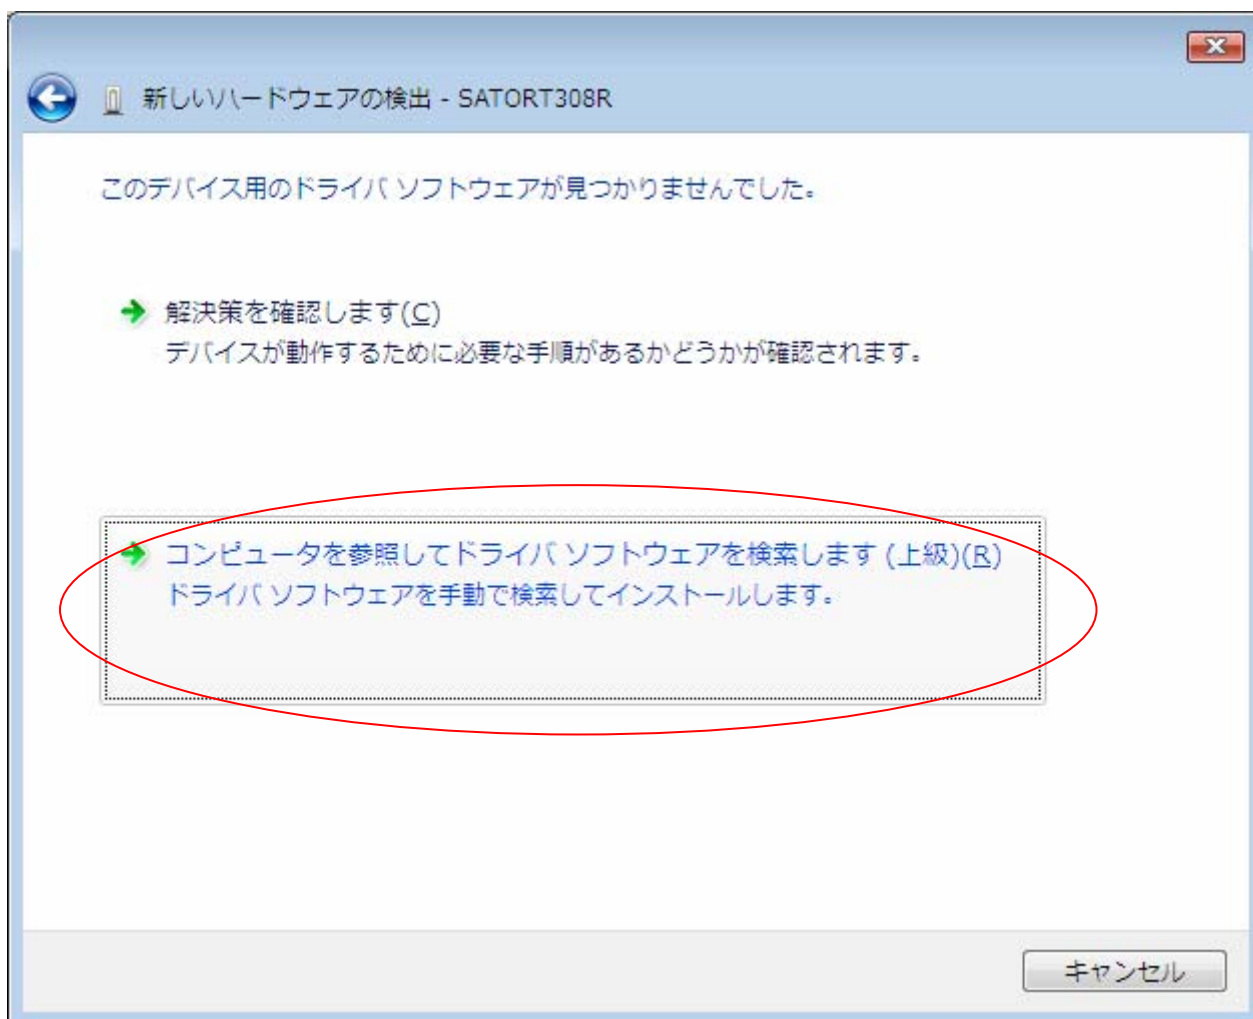 新しいハードウェアの検出 - SATORT308R
このデバイス用のドライバ ソフトウェアが見つかりませんでした。
解決策を確認します(C)
デバイスが動作するために必要な手順があるかどうかが確認されます。
コンピュータを参照してドライバ ソフトウェアを検索します (上級)(R)
ドライバ ソフトウェアを手動で検索してインストールします。
キャンセル